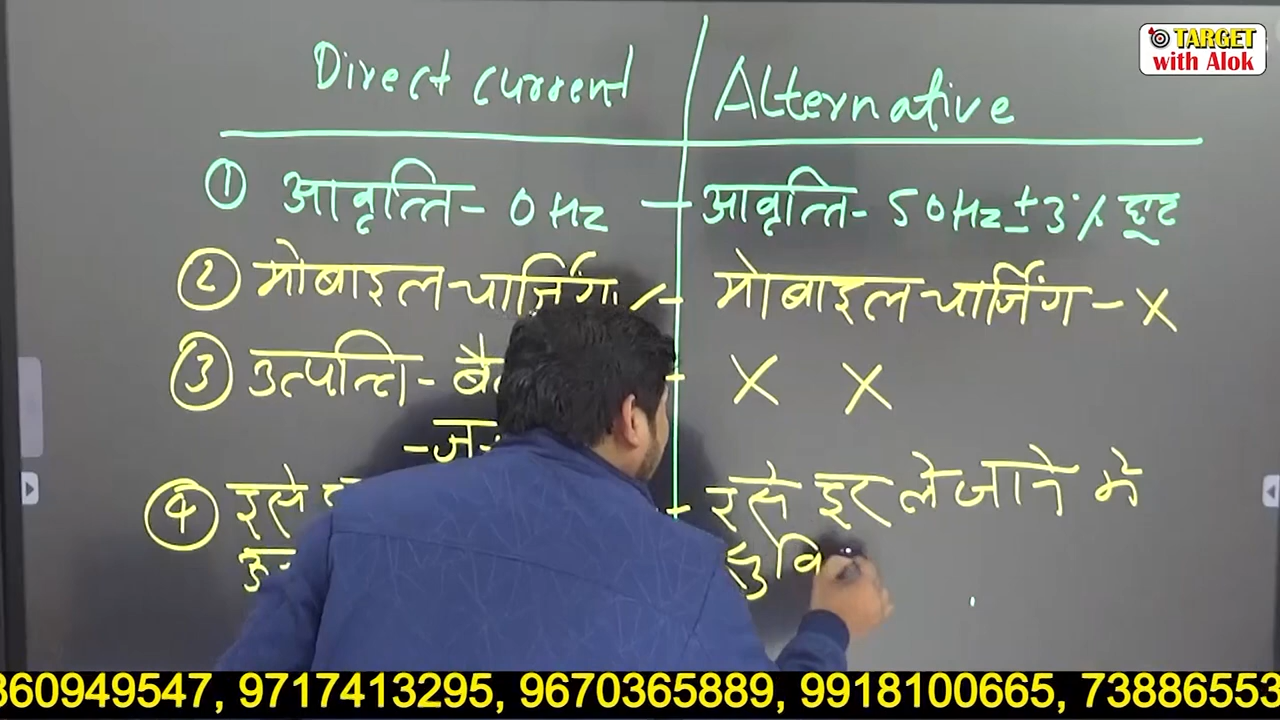 TARGET
with Alok
Direct current Alternative
① आवृत्ति - 0 Hz - आवृत्ति - 50Hz ± 3% छूट
② मोबाइल चार्जिंग ✓ - मोबाइल चार्जिंग - X
③ उत्पत्ति - - X X
④ इसे - इसे दूर ले जाने में
860949547, 9717413295, 9670365889, 9918100665, 73886553